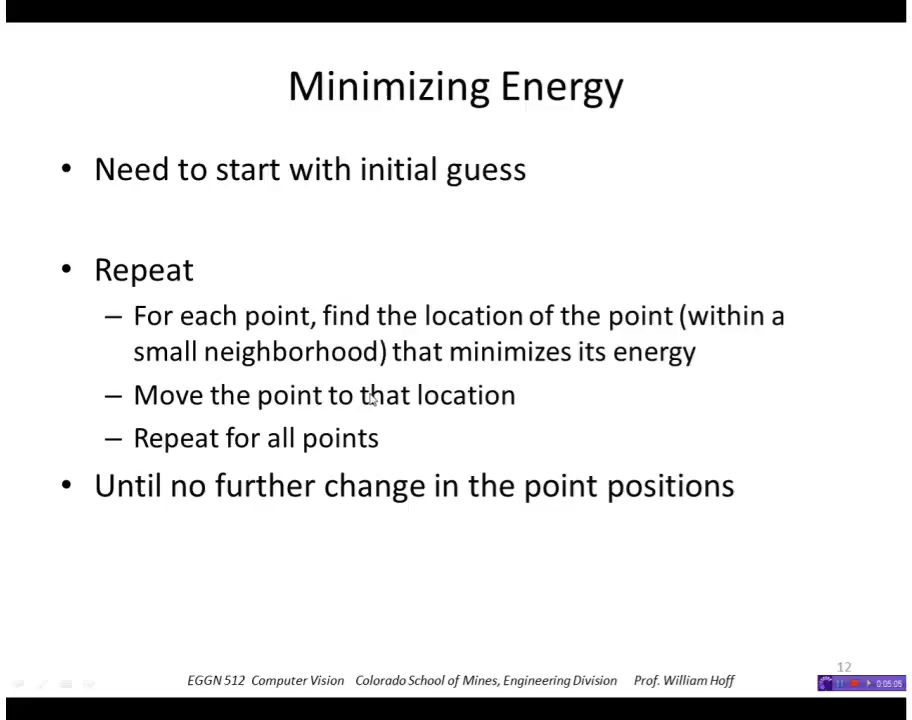 Minimizing Energy
• Need to start with initial guess
• Repeat
– For each point, find the location of the point (within a
small neighborhood) that minimizes its energy
– Move the point to that location
– Repeat for all points
• Until no further change in the point positions
12
EGGN 512 Computer Vision Colorado School of Mines, Engineering Division Prof. William Hoff
0:05:05